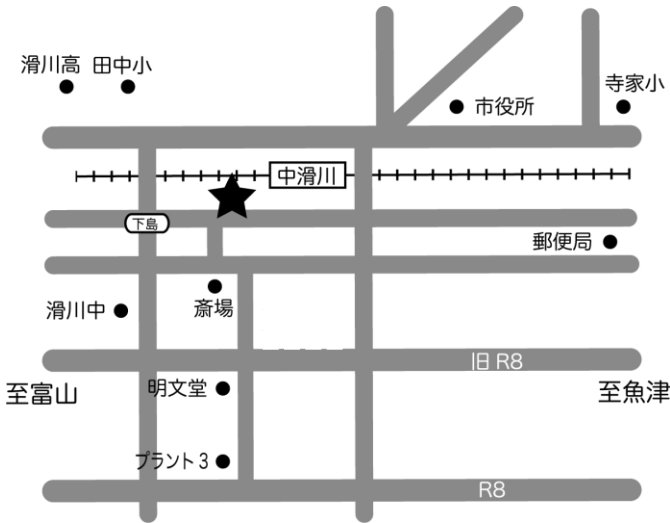 滑川高 田中小
寺家小
市役所
中滑川
下島
郵便局
滑川中
斎場
旧 R8
至富山
明文堂
至魚津
プラント3
R8